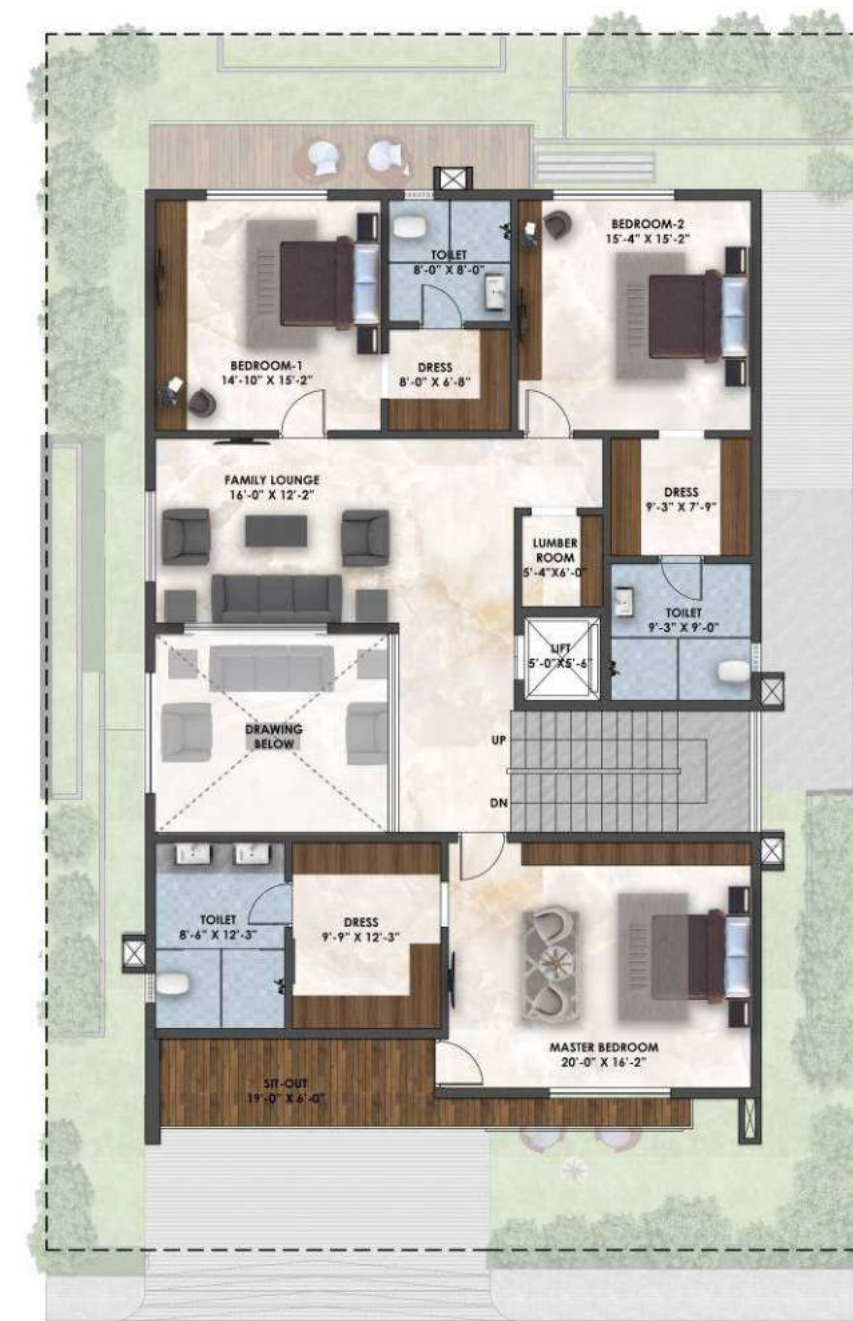 BEDROOM-1
14'-10" X 15'-2"
TOILET
8'-0" X 8'-0"
BEDROOM-2
15'-4" X 15'-2"
DRESS
8'-0" X 6'-8"
FAMILY LOUNGE
16'-0" X 12'-2"
DRESS
9'-3" X 7'-9"
LUMBER
ROOM
5'-4"X6'-0"
TOILET
9'-3" X 9'-0"
LIFT
5'-0"X5'-6"
DRAWING
BELOW
UP
DN
TOILET
8'-6" X 12'-3"
DRESS
9'-9" X 12'-3"
MASTER BEDROOM
20'-0" X 16'-2"
SIT-OUT
19'-0" X 6'-0"